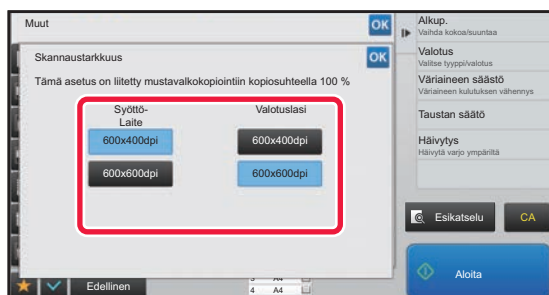 Muut
OK
Skannaustarkkuus
OK
Tämä asetus on liitetty mustavalkokopiointiin kopiosuhteella 100 %
Syöttö-
Laite
Valotuslasi
600x400dpi
600x400dpi
600x600dpi
600x600dpi
Edellinen
A4
4 A4
Alkup.
Vaihda kokoa/suuntaa
Valotus
Valitse tyyppi/valotus
Väriaineen säästö
Väriaineen kulutuksen vähennys
Taustan säätö
Häivytys
Häivytä varjo ympäriltä
Esikatselu
CA
Aloita